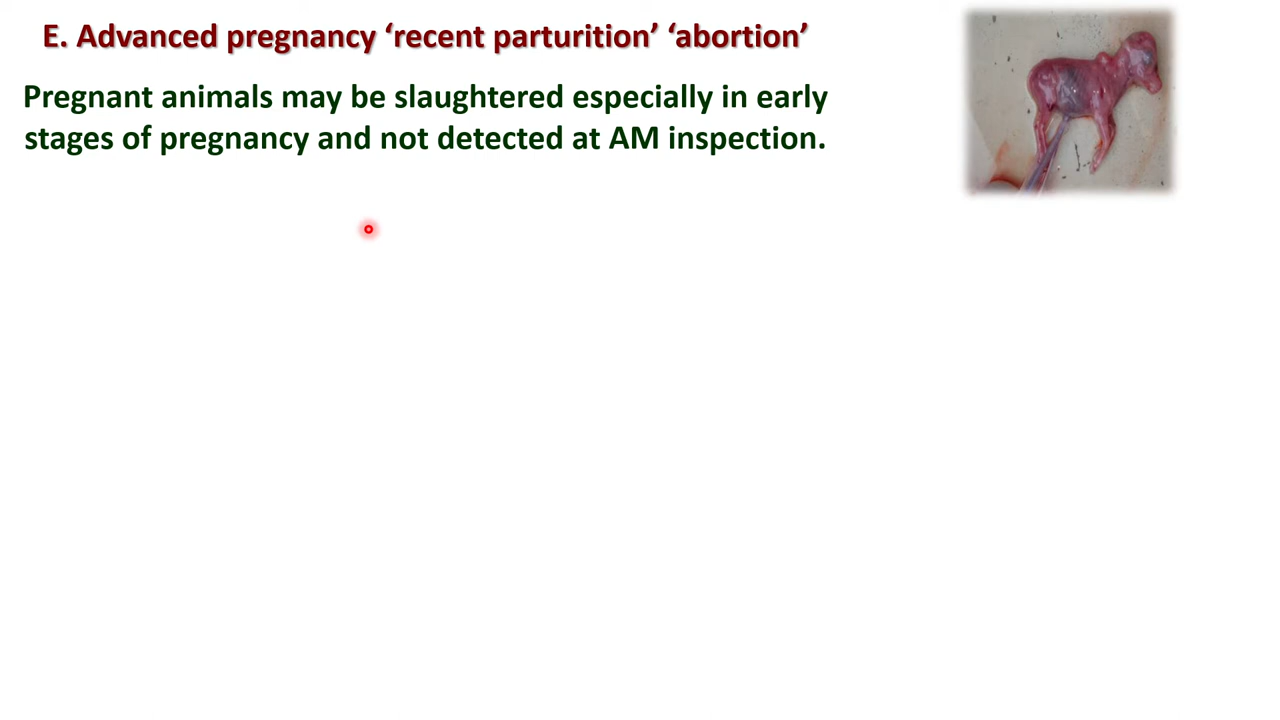 E. Advanced pregnancy ‘recent parturition’ ‘abortion’
Pregnant animals may be slaughtered especially in early
stages of pregnancy and not detected at AM inspection.